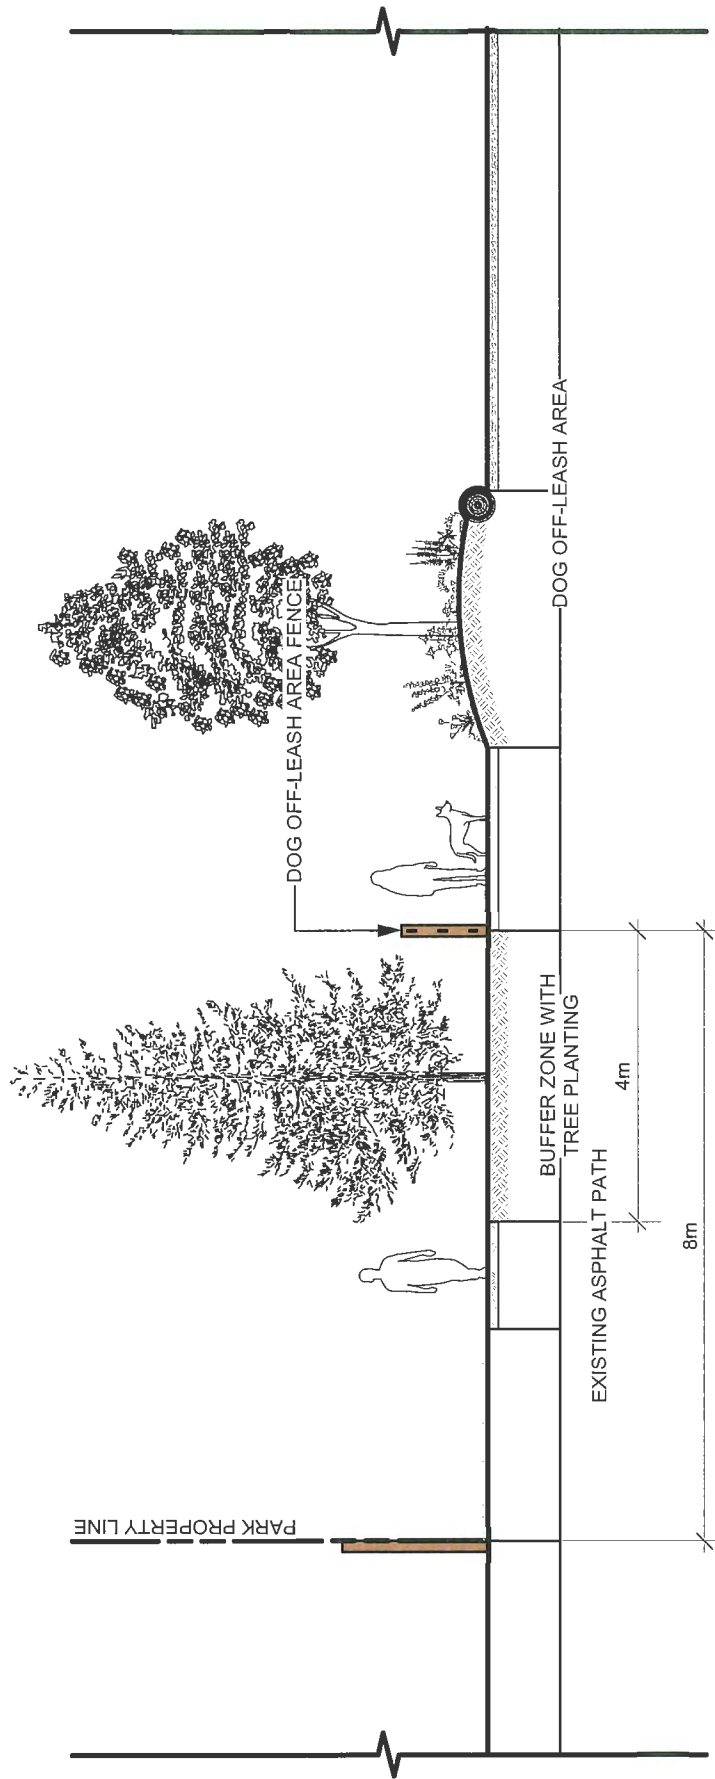 PARK PROPERTY LINE
DOG OFF-LEASH AREA FENCE
EXISTING ASPHALT PATH
BUFFER ZONE WITH
TREE PLANTING
DOG OFF-LEASH AREA
4m
8m